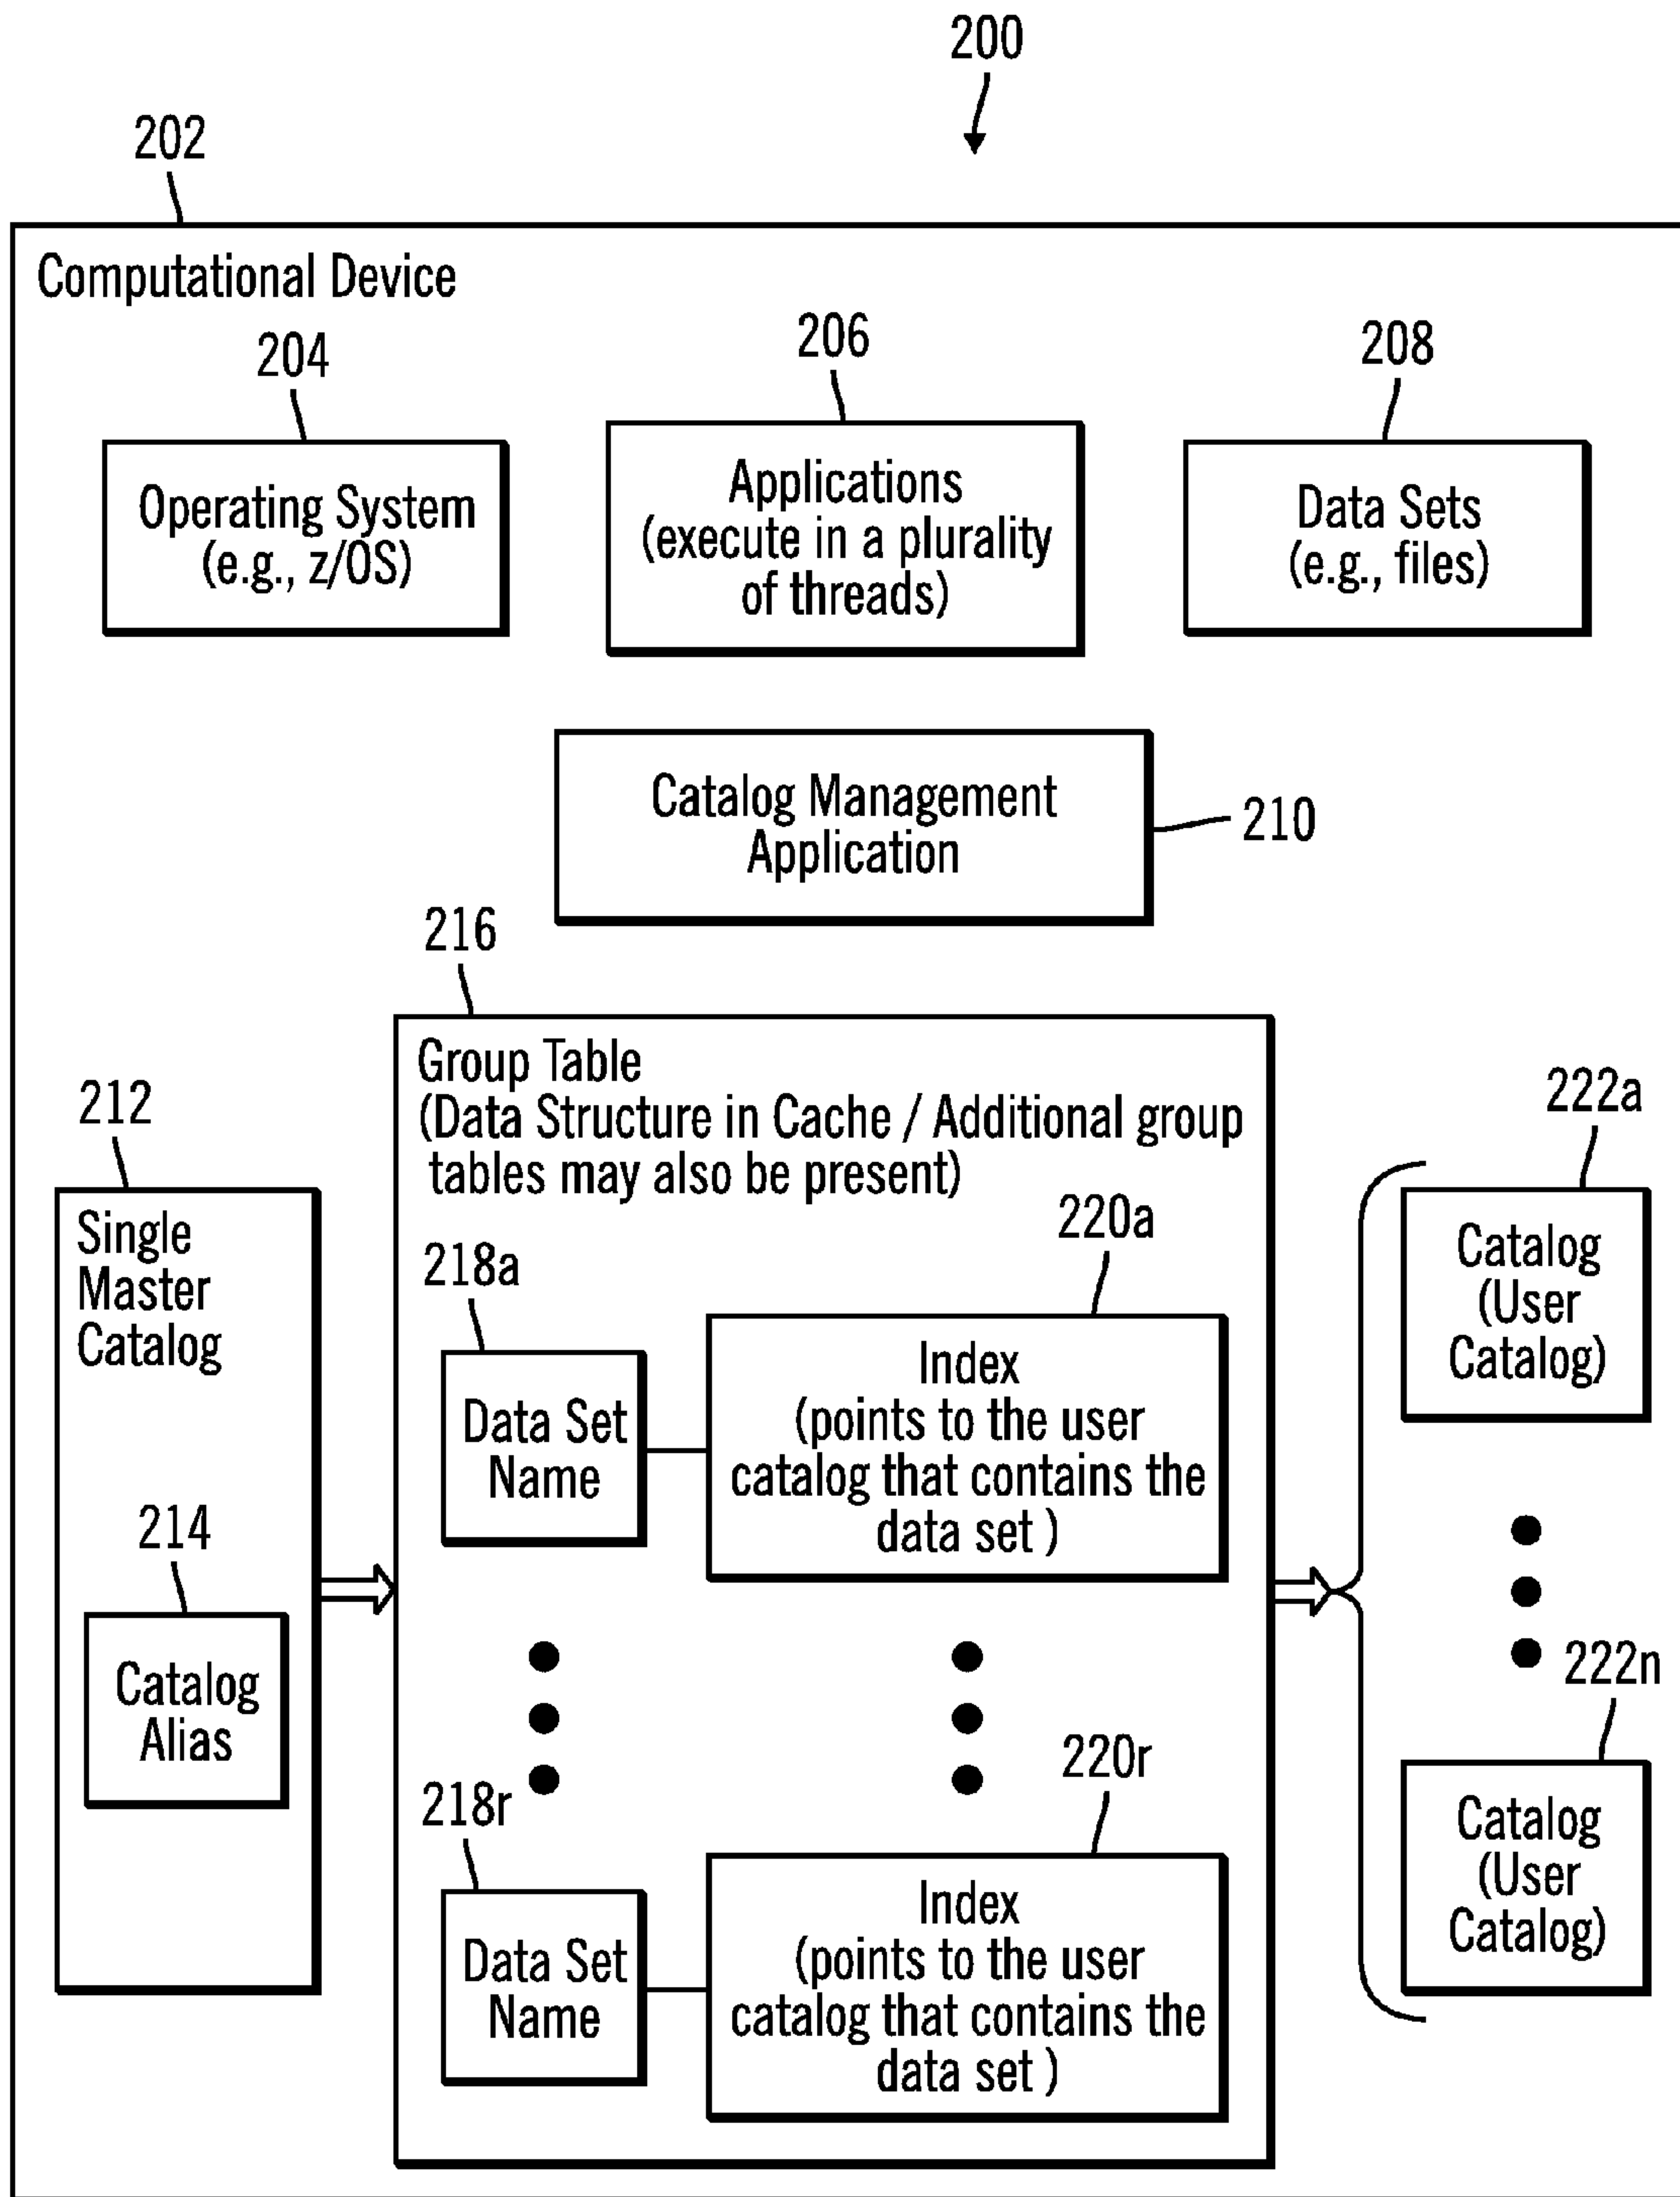 200
202
Computational Device
204
206
208
Operating System
(e.g., z/OS)
Applications
(execute in a plurality
of threads)
Data Sets
(e.g., files)
Catalog Management
Application
210
216
Group Table
(Data Structure in Cache / Additional group
tables may also be present)
212
Single
Master
Catalog
214
Catalog
Alias
218a
Data Set
Name
220a
Index
(points to the user
catalog that contains the
data set )
218r
Data Set
Name
220r
Index
(points to the user
catalog that contains the
data set )
222a
Catalog
(User
Catalog)
222n
Catalog
(User
Catalog)